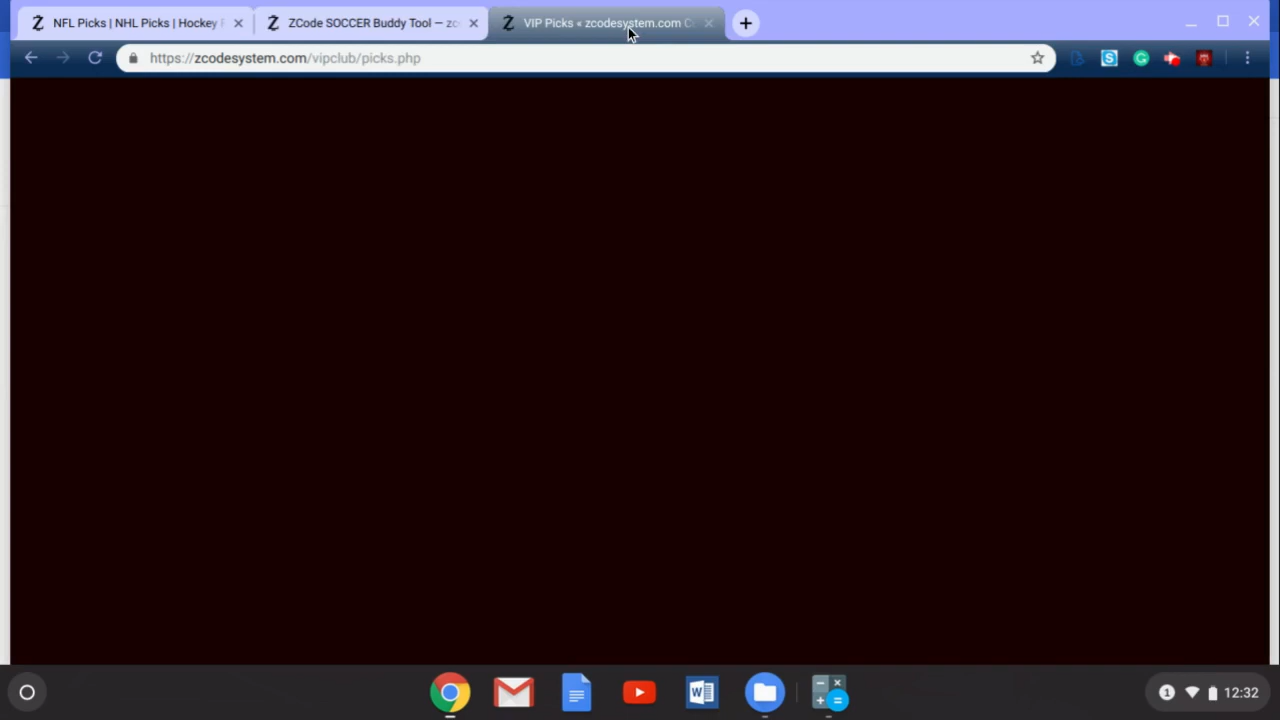 NFL Picks | NHL Picks | Hockey
ZCode SOCCER Buddy Tool —
VIP Picks « zcodesystem.com
https://zcodesystem.com/vipclub/picks.php
1 12:32